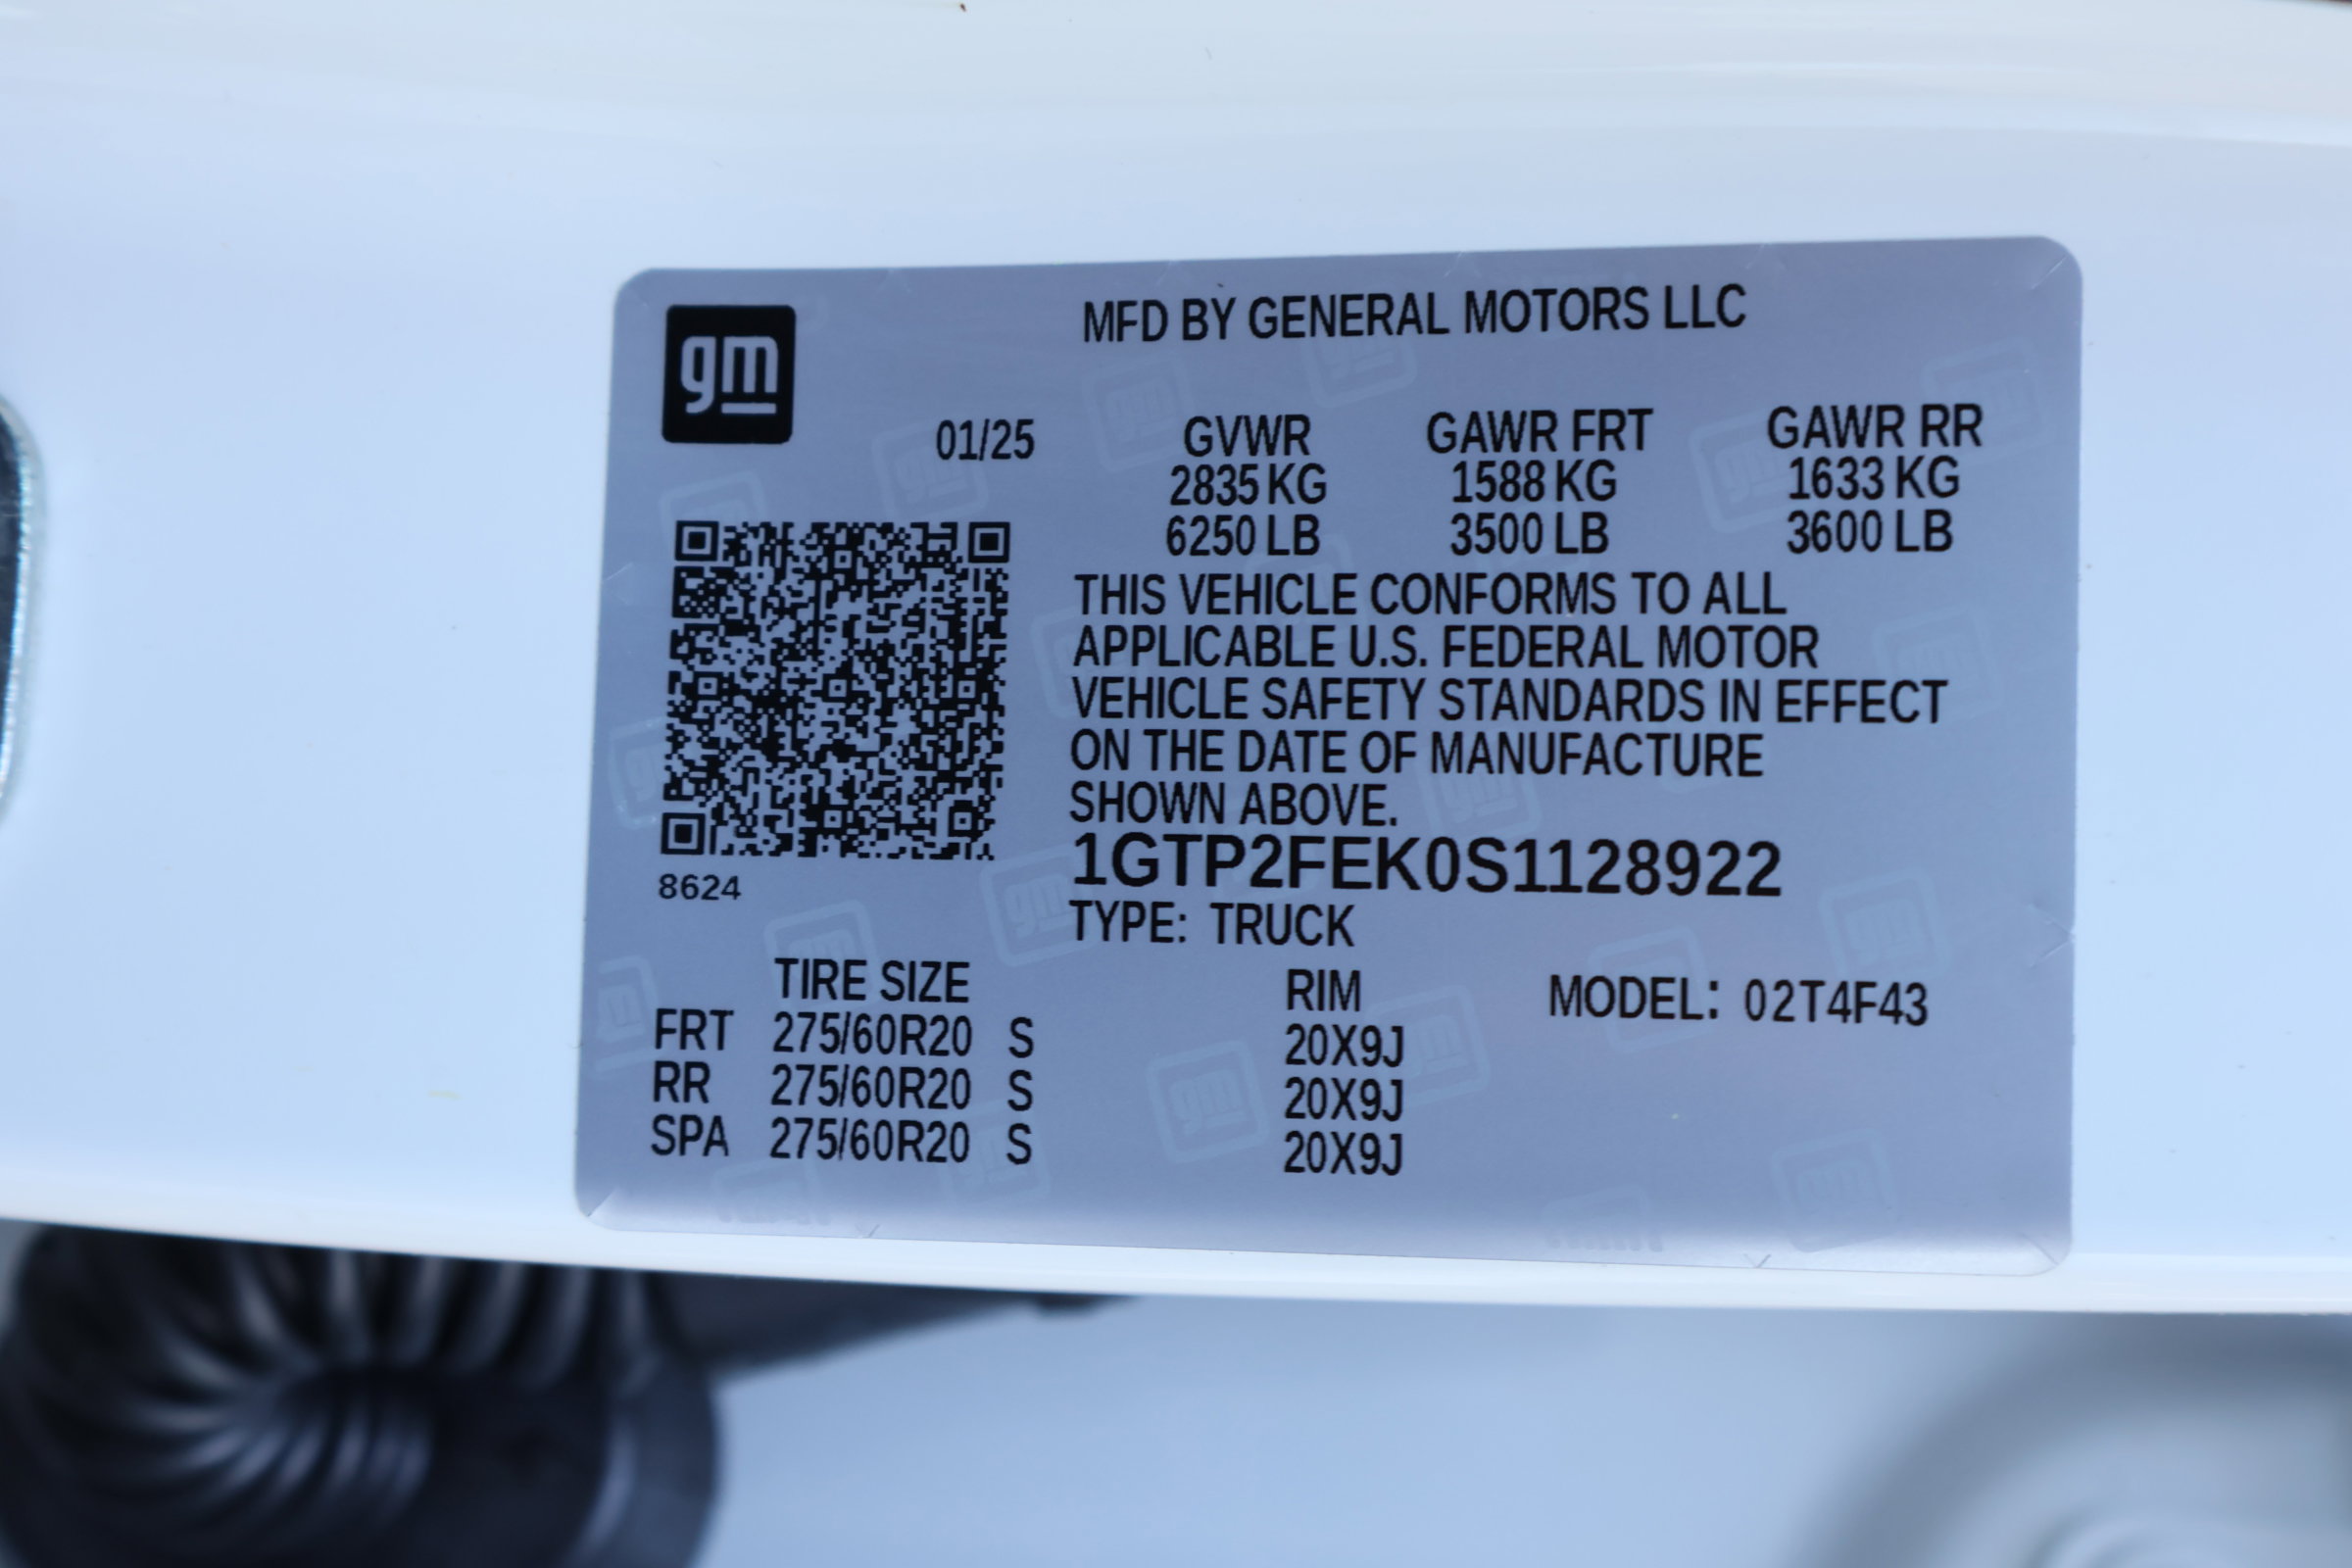 gm
MFD BY GENERAL MOTORS LLC
01/25
GVWR GAWR FRT GAWR RR
2835 KG 1588 KG 1633 KG
6250 LB 3500 LB 3600 LB
THIS VEHICLE CONFORMS TO ALL
APPLICABLE U.S. FEDERAL MOTOR
VEHICLE SAFETY STANDARDS IN EFFECT
ON THE DATE OF MANUFACTURE
SHOWN ABOVE.
1GTP2FEK0S1128922
8624
TYPE: TRUCK
TIRE SIZE RIM MODEL: 02T4F43
FRT 275/60R20 S 20X9J
RR 275/60R20 S 20X9J
SPA 275/60R20 S 20X9J